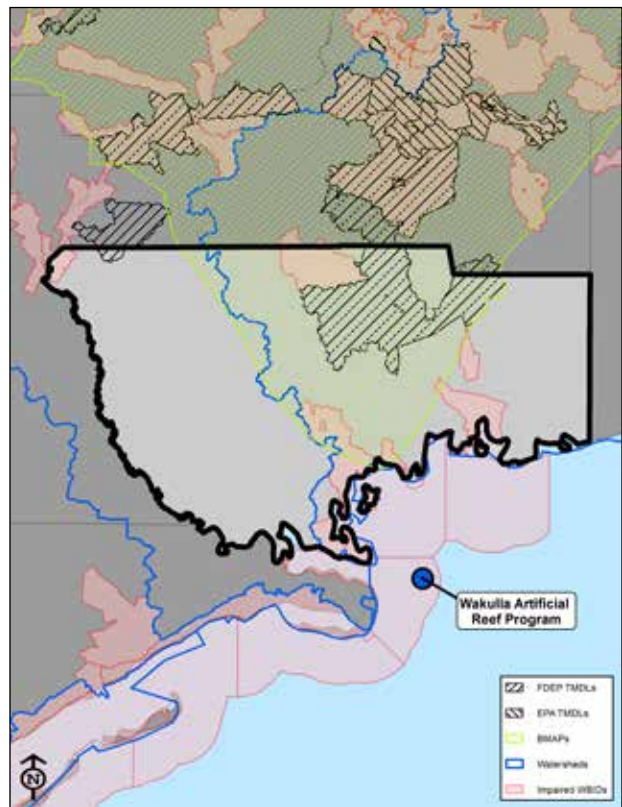 Wakulla Artificial
Reef Program
FDEP TMDLs
EPA TMDLs
BMAPs
Watersheds
Impaired WBIDs
N